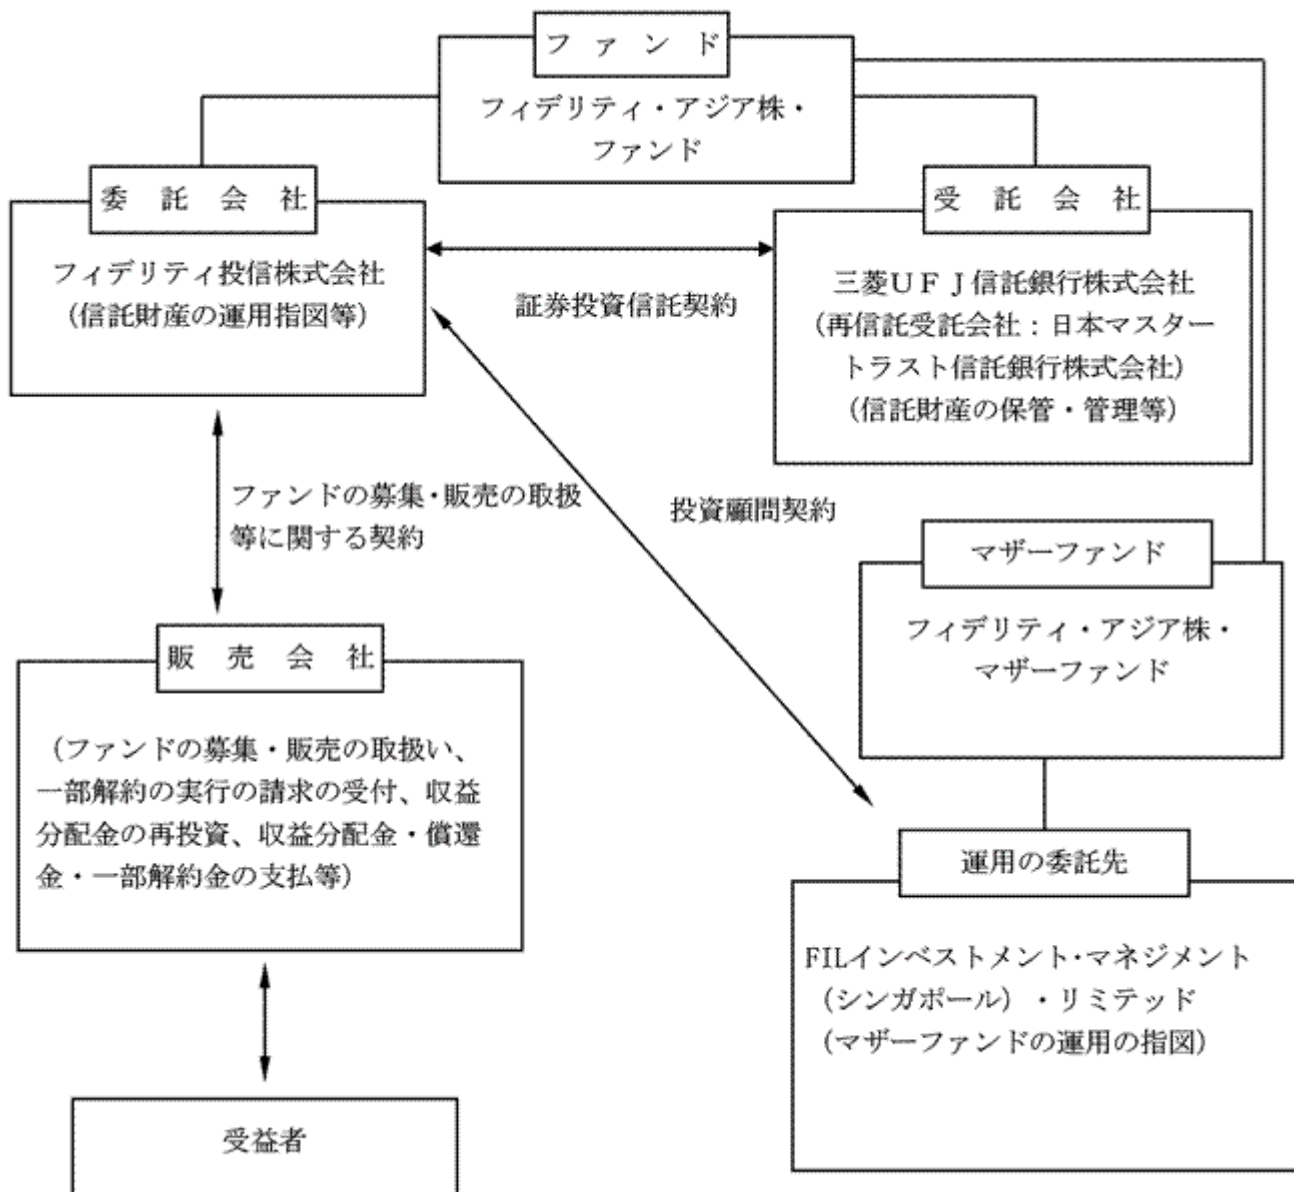 ファンド
フィデリティ・アジア株・
ファンド
委託会社
フィデリティ投信株式会社
(信託財産の運用指図等)
証券投資信託契約
受託会社
三菱ＵＦＪ信託銀行株式会社
(再信託受託会社：日本マスター
トラスト信託銀行株式会社)
(信託財産の保管・管理等)
ファンドの募集・販売の取扱
等に関する契約
投資顧問契約
マザーファンド
フィデリティ・アジア株・
マザーファンド
販売会社
(ファンドの募集・販売の取扱い、
一部解約の実行の請求の受付、収益
分配金の再投資、収益分配金・償還
金・一部解約金の支払等)
運用の委託先
FILインベストメント・マネジメント
(シンガポール)・リミテッド
(マザーファンドの運用の指図)
受益者